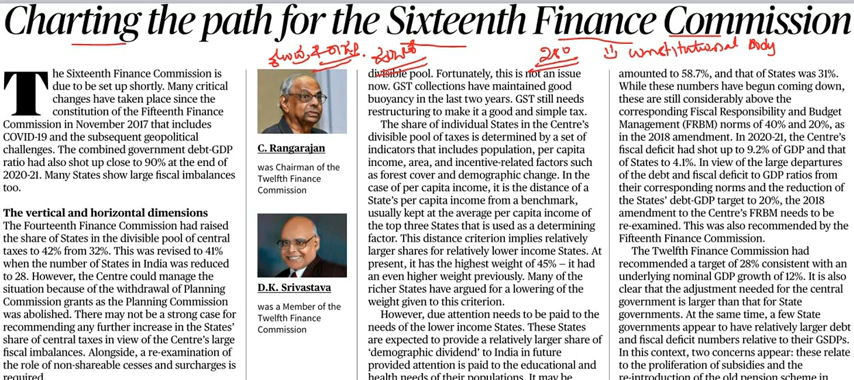 Charting the path for the Sixteenth Finance Commission
280
Constitutional Body
The Sixteenth Finance Commission is
due to be set up shortly. Many critical
changes have taken place since the
constitution of the Fifteenth Finance
Commission in November 2017 that includes
COVID-19 and the subsequent geopolitical
challenges. The combined government debt-GDP
ratio had also shot up close to 90% at the end of
2020-21. Many States show large fiscal imbalances
too.
The vertical and horizontal dimensions
The Fourteenth Finance Commission had raised
the share of States in the divisible pool of central
taxes to 42% from 32%. This was revised to 41%
when the number of States in India was reduced
to 28. However, the Centre could manage the
situation because of the withdrawal of Planning
Commission grants as the Planning Commission
was abolished. There may not be a strong case for
recommending any further increase in the States'
share of central taxes in view of the Centre's large
fiscal imbalances. Alongside, a re-examination of
the role of non-shareable cesses and surcharges is
required.
C. Rangarajan
was Chairman of the
Twelfth Finance
Commission
D.K. Srivastava
was a Member of the
Twelfth Finance
Commission
divisible pool. Fortunately, this is not an issue
now. GST collections have maintained good
buoyancy in the last two years. GST still needs
restructuring to make it a good and simple tax.
The share of individual States in the Centre's
divisible pool of taxes is determined by a set of
indicators that includes population, per capita
income, area, and incentive-related factors such
as forest cover and demographic change. In the
case of per capita income, it is the distance of a
State's per capita income from a benchmark,
usually kept at the average per capita income of
the top three States that is used as a determining
factor. This distance criterion implies relatively
larger shares for relatively lower income States. At
present, it has the highest weight of 45% – it had
an even higher weight previously. Many of the
richer States have argued for a lowering of the
weight given to this criterion.
However, due attention needs to be paid to the
needs of the lower income States. These States
are expected to provide a relatively larger share of
'demographic dividend' to India in future
provided attention is paid to the educational and
health needs of their populations. It may be
amounted to 58.7%, and that of States was 31%.
While these numbers have begun coming down,
these are still considerably above the
corresponding Fiscal Responsibility and Budget
Management (FRBM) norms of 40% and 20%, as
in the 2018 amendment. In 2020-21, the Centre's
fiscal deficit had shot up to 9.2% of GDP and that
of States to 4.1%. In view of the large departures
of the debt and fiscal deficit to GDP ratios from
their corresponding norms and the reduction of
the States' debt-GDP target to 20%, the 2018
amendment to the Centre's FRBM needs to be
re-examined. This was also recommended by the
Fifteenth Finance Commission.
The Twelfth Finance Commission had
recommended a target of 28% consistent with an
underlying nominal GDP growth of 12%. It is also
clear that the adjustment needed for the central
government is larger than that for State
governments. At the same time, a few State
governments appear to have relatively larger debt
and fiscal deficit numbers relative to their GSDPs.
In this context, two concerns appear: these relate
to the proliferation of subsidies and the
re-introduction of the old pension scheme in